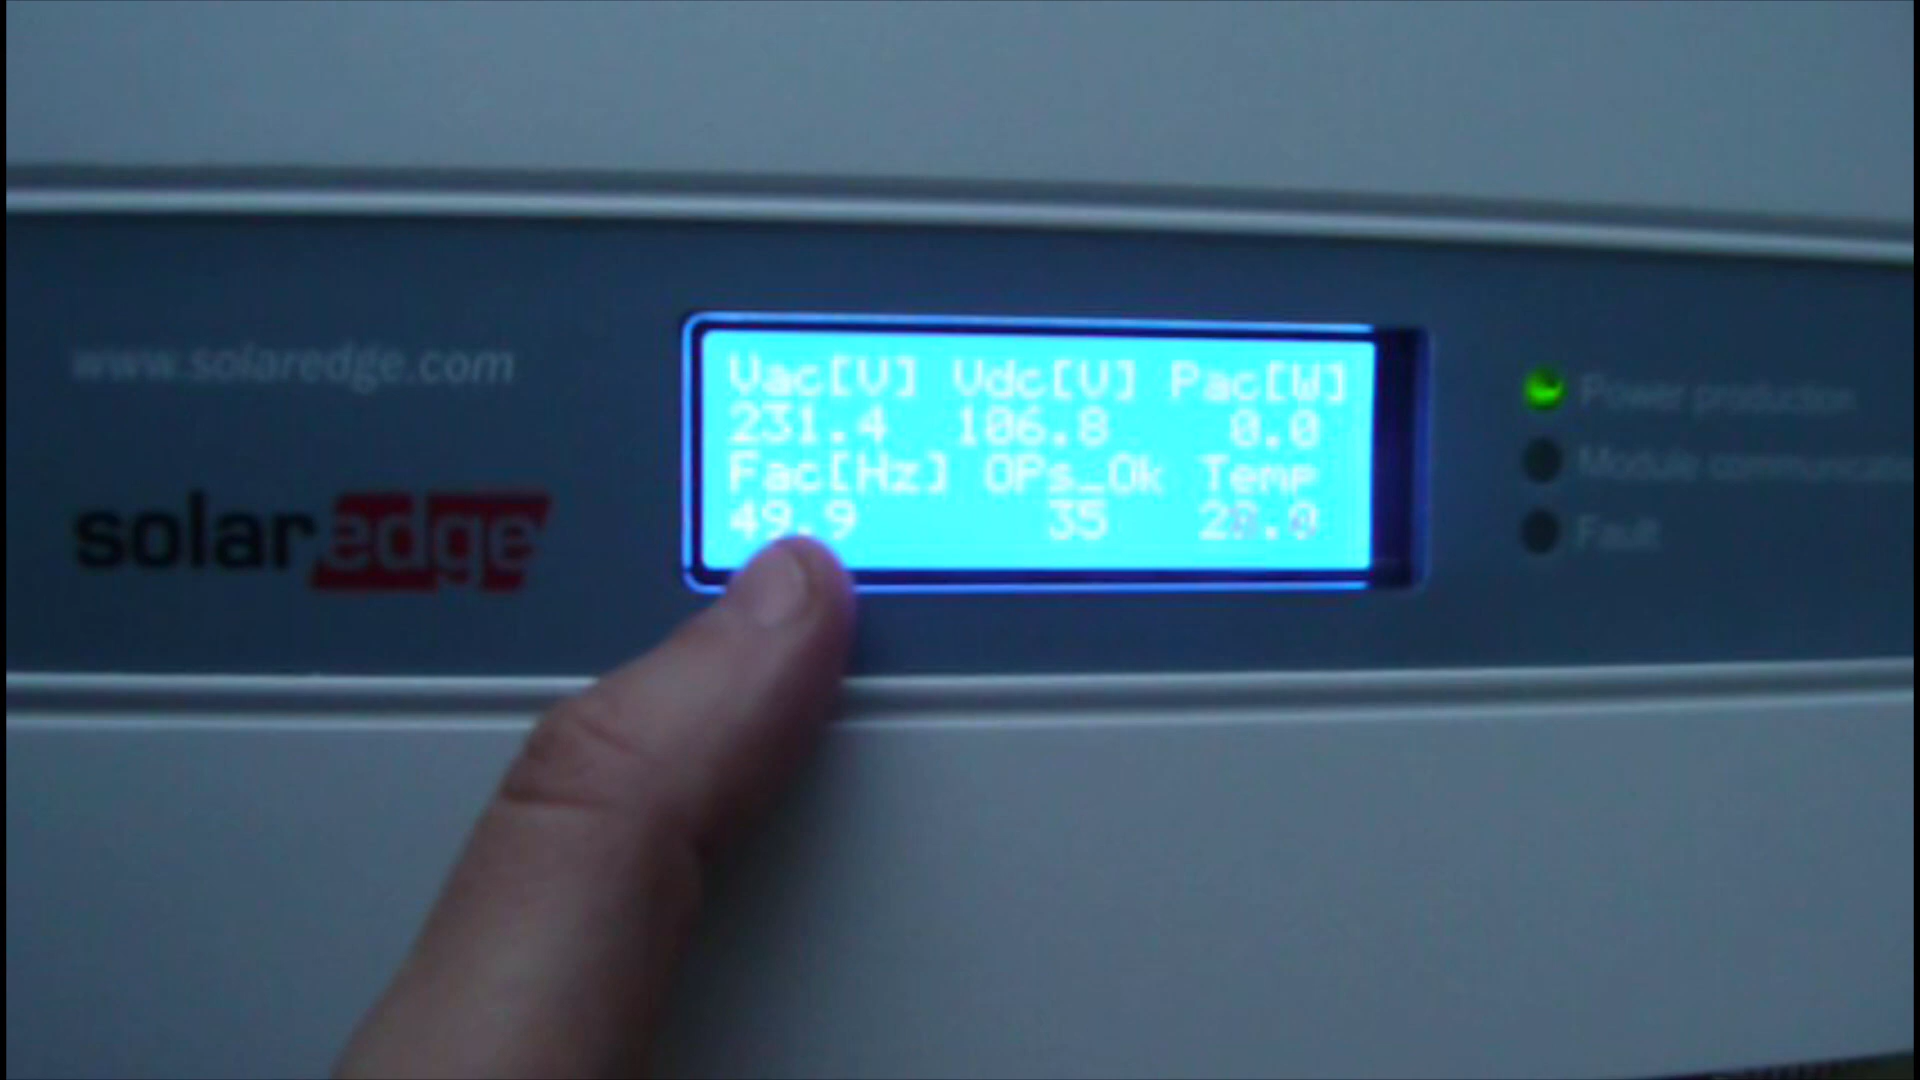 www.solaredge.com
solaredge
Vac[V] Vdc[V] Pac[W]
231.4 106.8 0.0
Fac[Hz] OPs_Ok Temp
49.9 35
Power production
Module
Fault